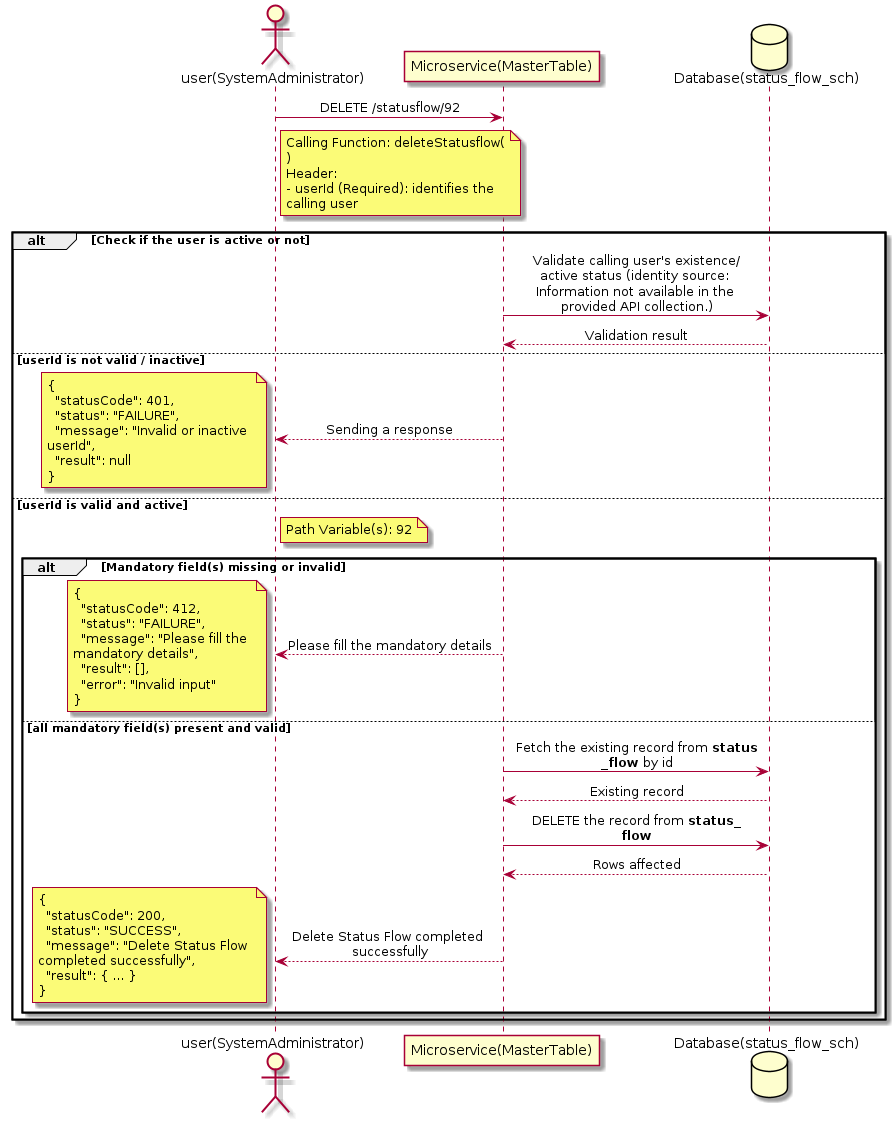 user(SystemAdministrator)
Microservice(MasterTable)
Database(status_flow_sch)
DELETE /statusflow/92
Calling Function: deleteStatusflow(
)
Header:
- userId (Required): identifies the
calling user
alt
[Check if the user is active or not]
Validate calling user's existence/
active status (identity source:
Information not available in the
provided API collection.)
Validation result
[userId is not valid / inactive]
{
"statusCode": 401,
"status": "FAILURE",
"message": "Invalid or inactive
userId",
"result": null
}
Sending a response
[userId is valid and active]
Path Variable(s): 92
alt
[Mandatory field(s) missing or invalid]
{
"statusCode": 412,
"status": "FAILURE",
"message": "Please fill the
mandatory details",
"result": [],
"error": "Invalid input"
}
Please fill the mandatory details
[all mandatory field(s) present and valid]
Fetch the existing record from status
_flow by id
Existing record
DELETE the record from status_
flow
Rows affected
{
"statusCode": 200,
"status": "SUCCESS",
"message": "Delete Status Flow
completed successfully",
"result": { ... }
}
Delete Status Flow completed
successfully
user(SystemAdministrator)
Microservice(MasterTable)
Database(status_flow_sch)